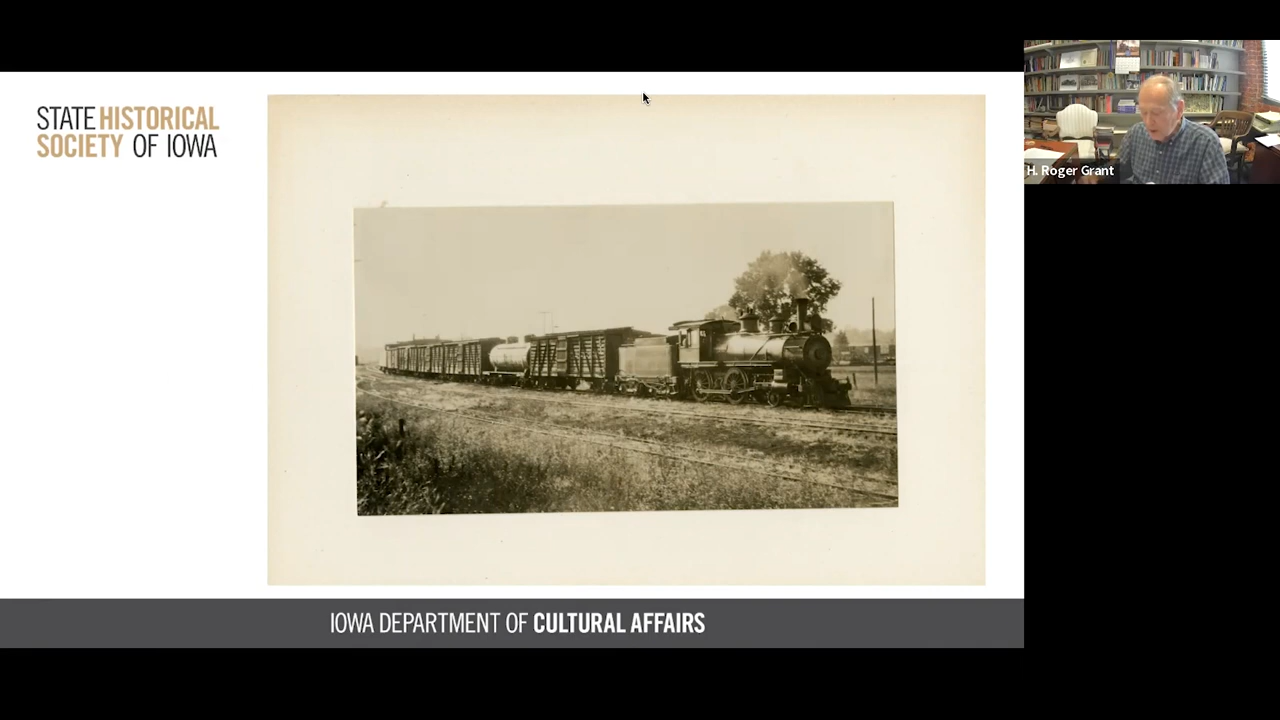 STATE HISTORICAL
SOCIETY OF IOWA
H. Roger Grant
IOWA DEPARTMENT OF CULTURAL AFFAIRS